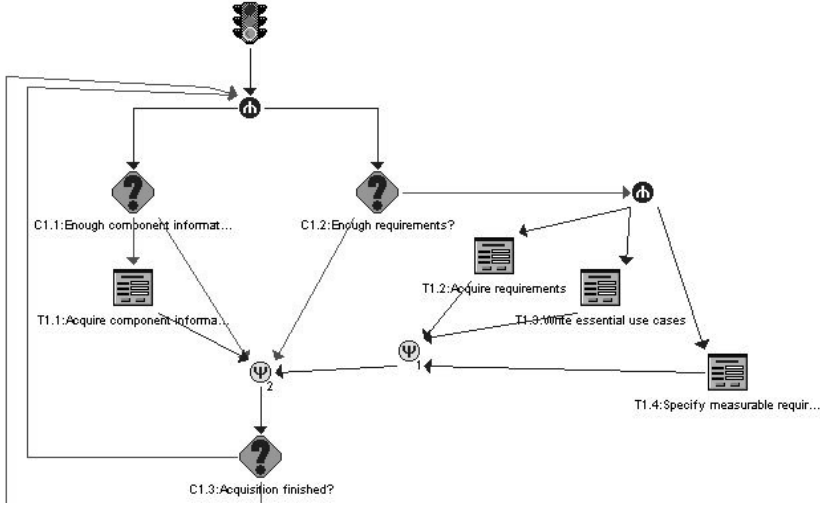 C1.1:Enough component informat...
C1.2:Enough requirements?
T1.2:Acquire requirements
T1.1:Acquire component informa...
T1.3:Write essential use cases
1
2
T1.4:Specify measurable requir...
C1.3:Acquisition finished?